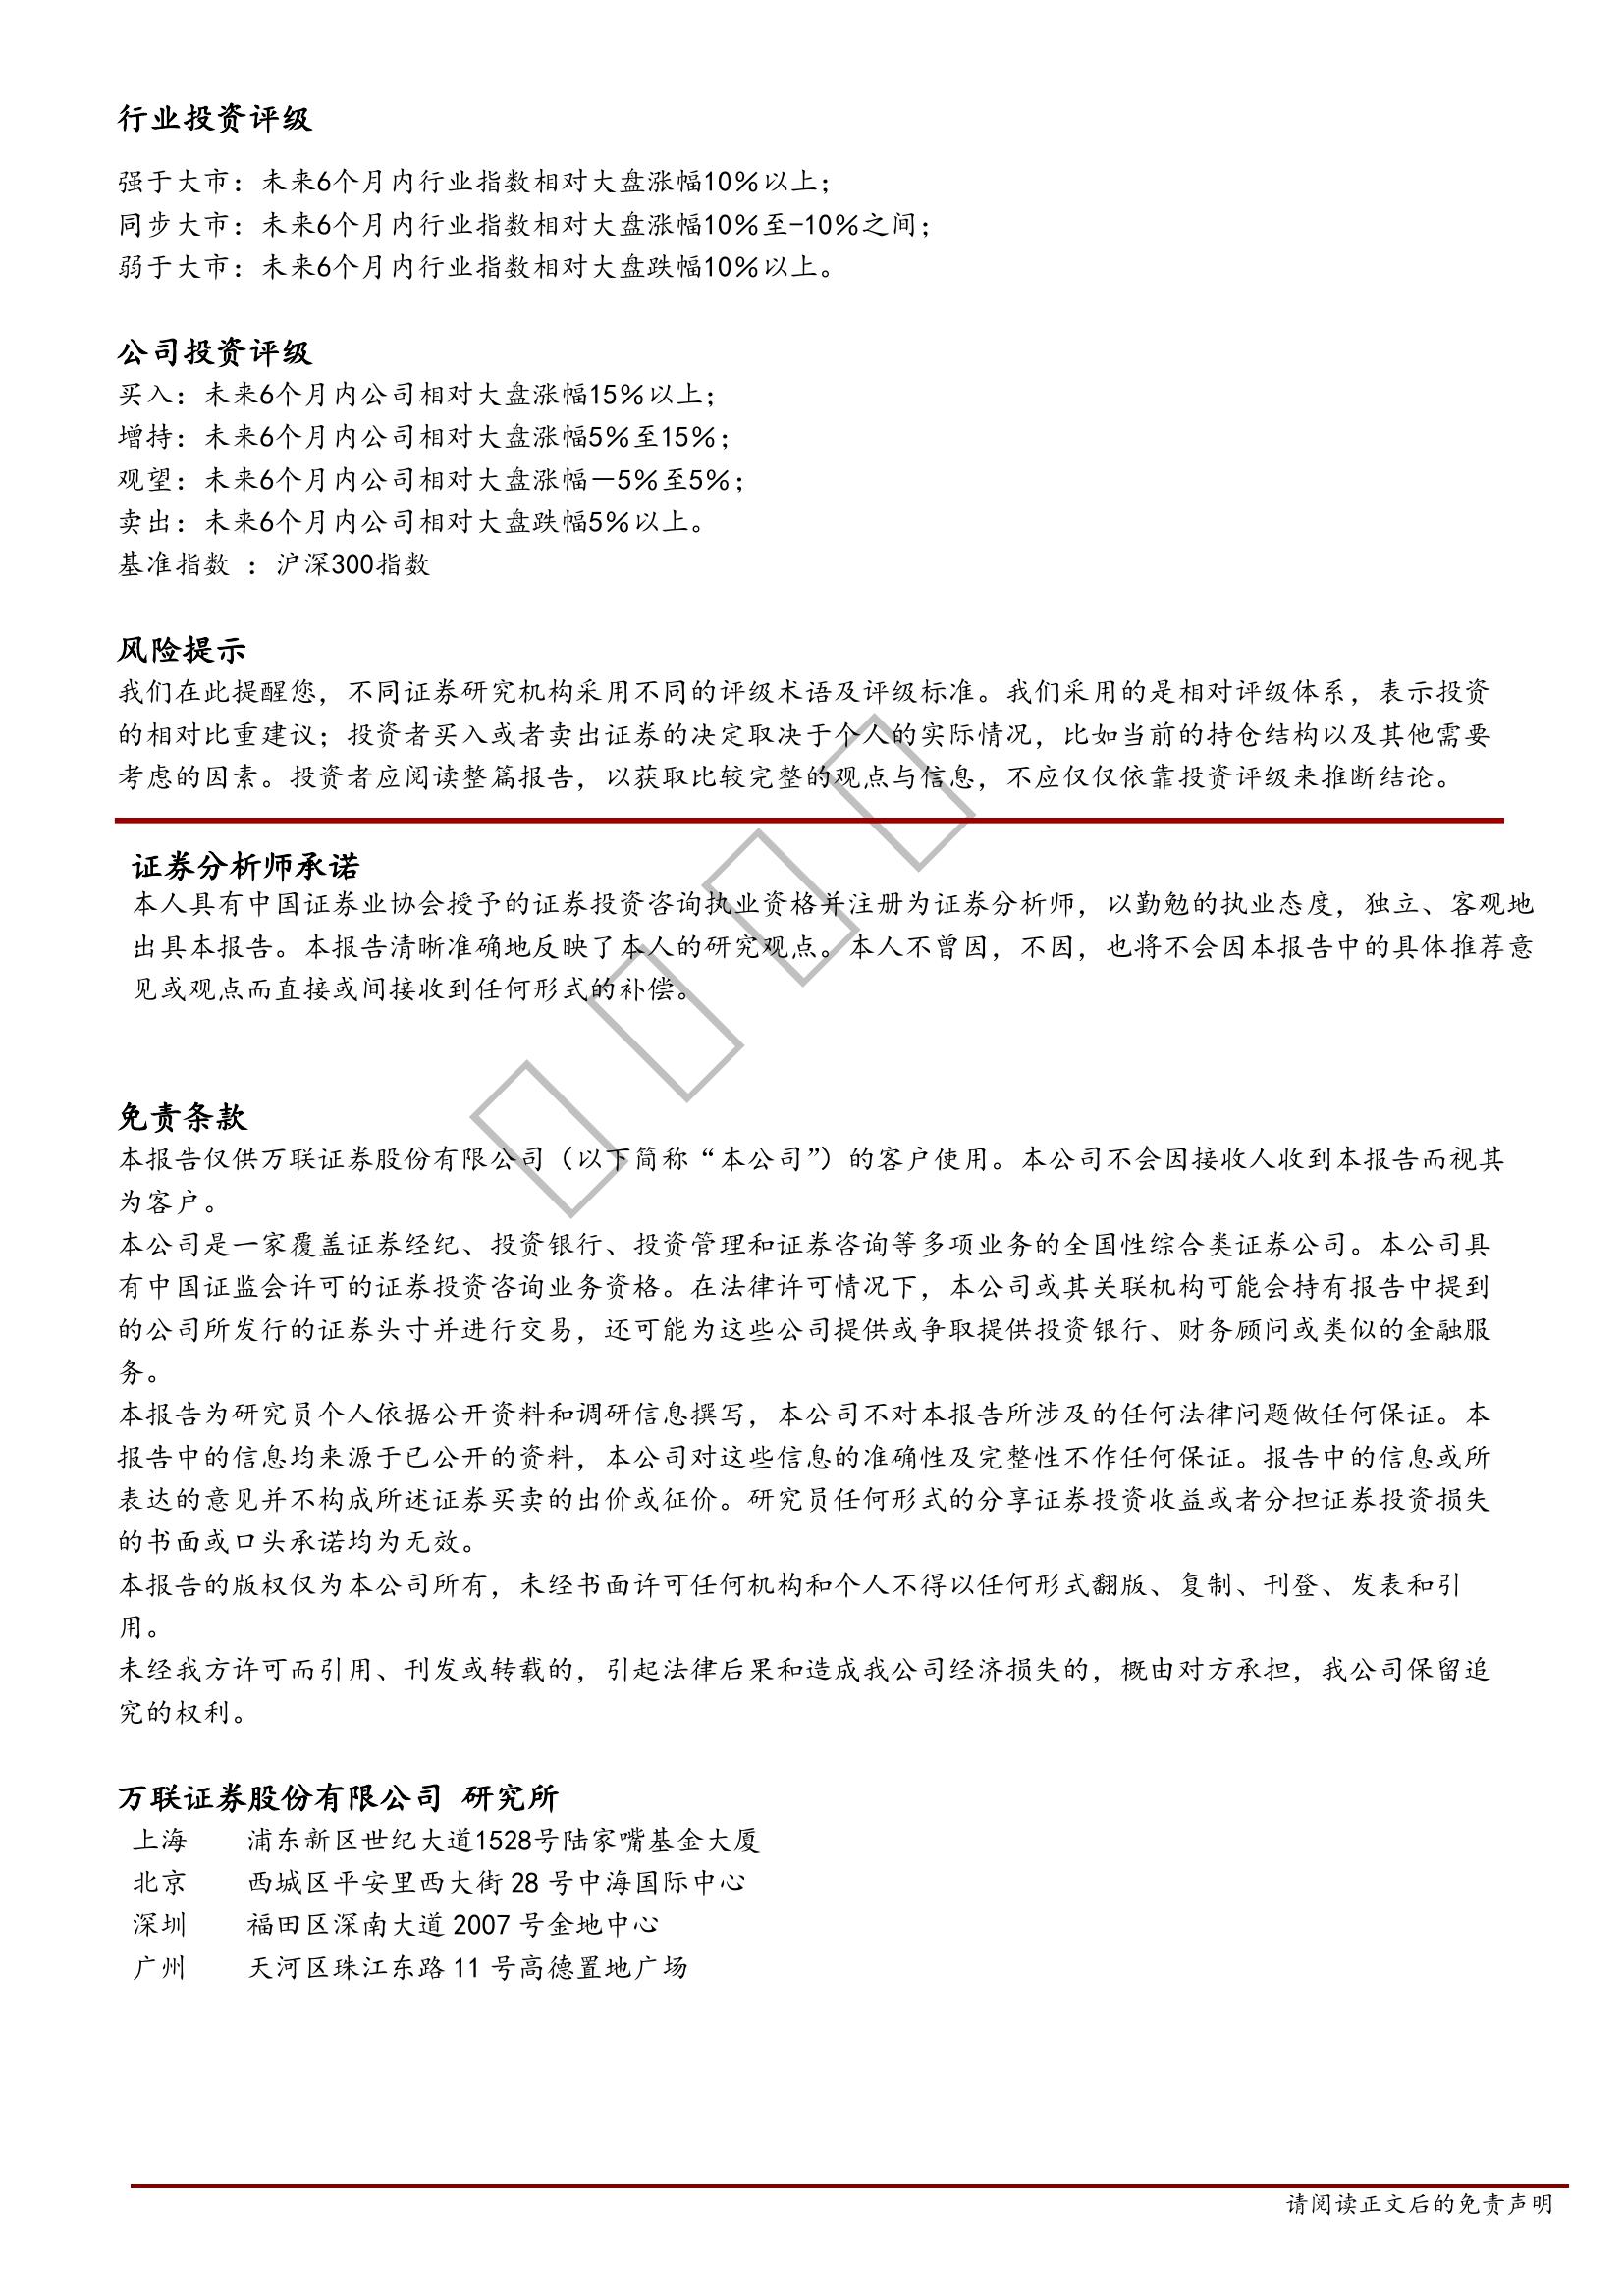 行业投资评级
强于大市：未来6个月内行业指数相对大盘涨幅10％以上；
同步大市：未来6个月内行业指数相对大盘涨幅10％至-10％之间；
弱于大市：未来6个月内行业指数相对大盘跌幅10％以上。
公司投资评级
买入：未来6个月内公司相对大盘涨幅15％以上；
增持：未来6个月内公司相对大盘涨幅5％至15％；
观望：未来6个月内公司相对大盘涨幅－5％至5％；
卖出：未来6个月内公司相对大盘跌幅5％以上。
基准指数 ：沪深300指数
风险提示
我们在此提醒您，不同证券研究机构采用不同的评级术语及评级标准。我们采用的是相对评级体系，表示投资
的相对比重建议；投资者买入或者卖出证券的决定取决于个人的实际情况，比如当前的持仓结构以及其他需要
考虑的因素。投资者应阅读整篇报告，以获取比较完整的观点与信息，不应仅仅依靠投资评级来推断结论。
证券分析师承诺
本人具有中国证券业协会授予的证券投资咨询执业资格并注册为证券分析师，以勤勉的执业态度，独立、客观地
出具本报告。本报告清晰准确地反映了本人的研究观点。本人不曾因，不因，也将不会因本报告中的具体推荐意
见或观点而直接或间接收到任何形式的补偿。
免责条款
本报告仅供万联证券股份有限公司（以下简称“本公司”）的客户使用。本公司不会因接收人收到本报告而视其
为客户。
本公司是一家覆盖证券经纪、投资银行、投资管理和证券咨询等多项业务的全国性综合类证券公司。本公司具
有中国证监会许可的证券投资咨询业务资格。在法律许可情况下，本公司或其关联机构可能会持有报告中提到
的公司所发行的证券头寸并进行交易，还可能为这些公司提供或争取提供投资银行、财务顾问或类似的金融服
务。
本报告为研究员个人依据公开资料和调研信息撰写，本公司不对本报告所涉及的任何法律问题做任何保证。本
报告中的信息均来源于已公开的资料，本公司对这些信息的准确性及完整性不作任何保证。报告中的信息或所
表达的意见并不构成所述证券买卖的出价或征价。研究员任何形式的分享证券投资收益或者分担证券投资损失
的书面或口头承诺均为无效。
本报告的版权仅为本公司所有，未经书面许可任何机构和个人不得以任何形式翻版、复制、刊登、发表和引
用。
未经我方许可而引用、刊发或转载的，引起法律后果和造成我公司经济损失的，概由对方承担，我公司保留追
究的权利。
万联证券股份有限公司 研究所
上海 浦东新区世纪大道1528号陆家嘴基金大厦
北京 西城区平安里西大街 28 号中海国际中心
深圳 福田区深南大道 2007 号金地中心
广州 天河区珠江东路 11 号高德置地广场
请阅读正文后的免责声明